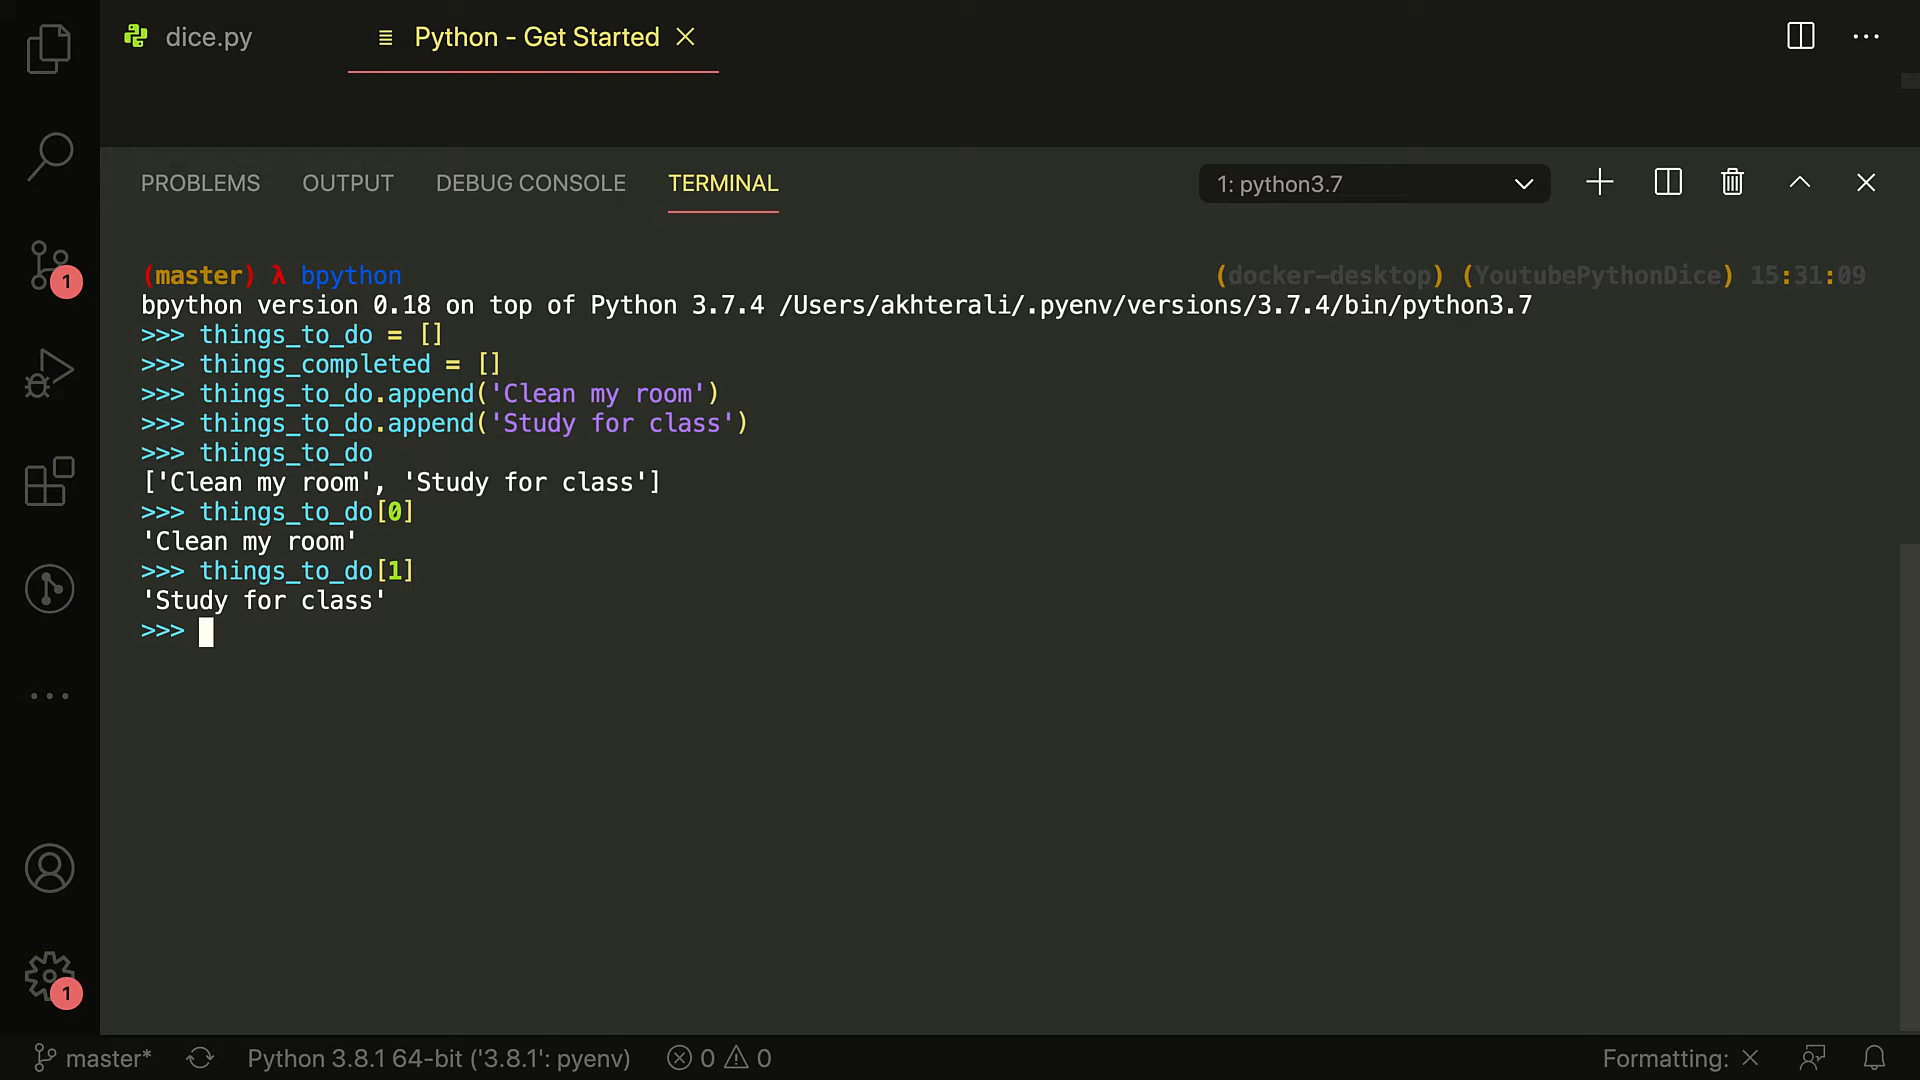 dice.py
Python - Get Started
PROBLEMS OUTPUT DEBUG CONSOLE TERMINAL 1: python3.7
(master) λ bpython (docker-desktop) (YoutubePythonDice) 15:31:09
bpython version 0.18 on top of Python 3.7.4 /Users/akhterali/.pyenv/versions/3.7.4/bin/python3.7
>>> things_to_do = []
>>> things_completed = []
>>> things_to_do.append('Clean my room')
>>> things_to_do.append('Study for class')
>>> things_to_do
['Clean my room', 'Study for class']
>>> things_to_do[0]
'Clean my room'
>>> things_to_do[1]
'Study for class'
>>>
1
1
master* Python 3.8.1 64-bit ('3.8.1': pyenv) 0 0 Formatting: ×